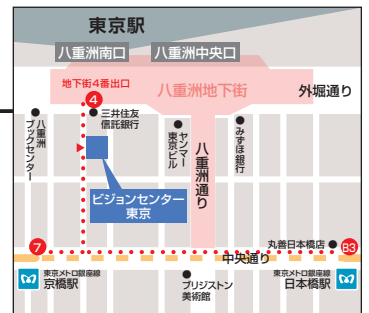 東京駅
八重洲南口
八重洲中央口
地下街4番出口
八重洲地下街
外堀通り
4
三井住友
信託銀行
八重洲
ブックセンター
ヤンマー
東京ビル
八重洲通り
みずほ銀行
ビジョンセンター
東京
7
丸善日本橋店
B3
中央通り
東京メトロ銀座線
京橋駅
ブリジストン
美術館
東京メトロ銀座線
日本橋駅